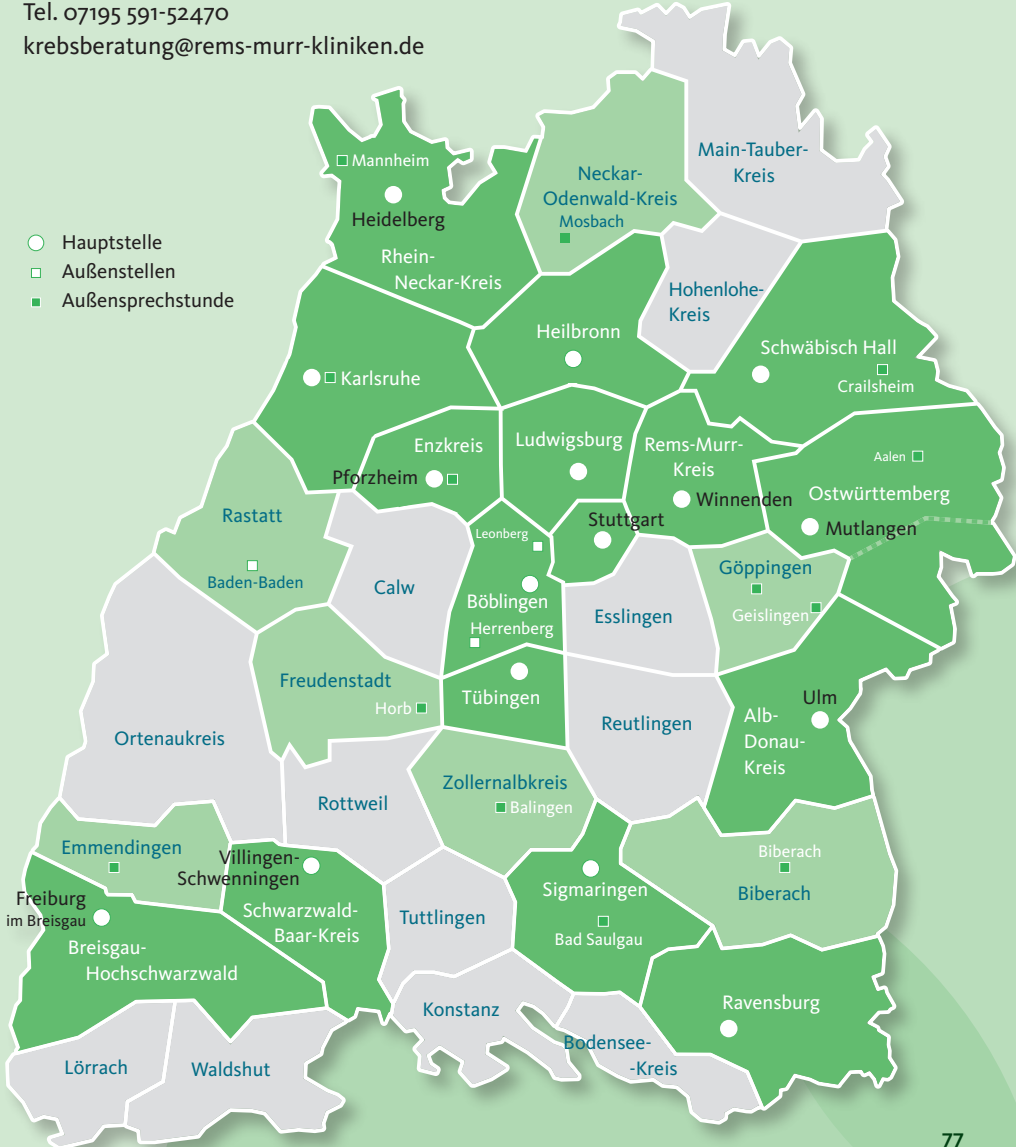 Tel. 07195 591-52470
krebsberatung@rems-murr-kliniken.de
Hauptstelle
Außenstellen
Außensprechstunde
Main-Tauber-
Kreis
Mannheim
Heidelberg
Rhein-
Neckar-Kreis
Neckar-
Odenwald-Kreis
Mosbach
Hohenlohe-
Kreis
Heilbronn
Schwäbisch Hall
Crailsheim
Karlsruhe
Enzkreis
Pforzheim
Ludwigsburg
Rems-Murr-
Kreis
Winnenden
Aalen
Ostwürttemberg
Mutlangen
Rastatt
Baden-Baden
Calw
Leonberg
Böblingen
Herrenberg
Stuttgart
Esslingen
Göppingen
Geislingen
Freudenstadt
Horb
Tübingen
Reutlingen
Ulm
Alb-
Donau-
Kreis
Ortenaukreis
Rottweil
Zollernalbkreis
Balingen
Emmendingen
Villingen-
Schwenningen
Freiburg
im Breisgau
Breisgau-
Hochschwarzwald
Schwarzwald-
Baar-Kreis
Tuttlingen
Sigmaringen
Bad Saulgau
Biberach
Biberach
Konstanz
Ravensburg
Bodensee-
-Kreis
Lörrach
Waldshut
77